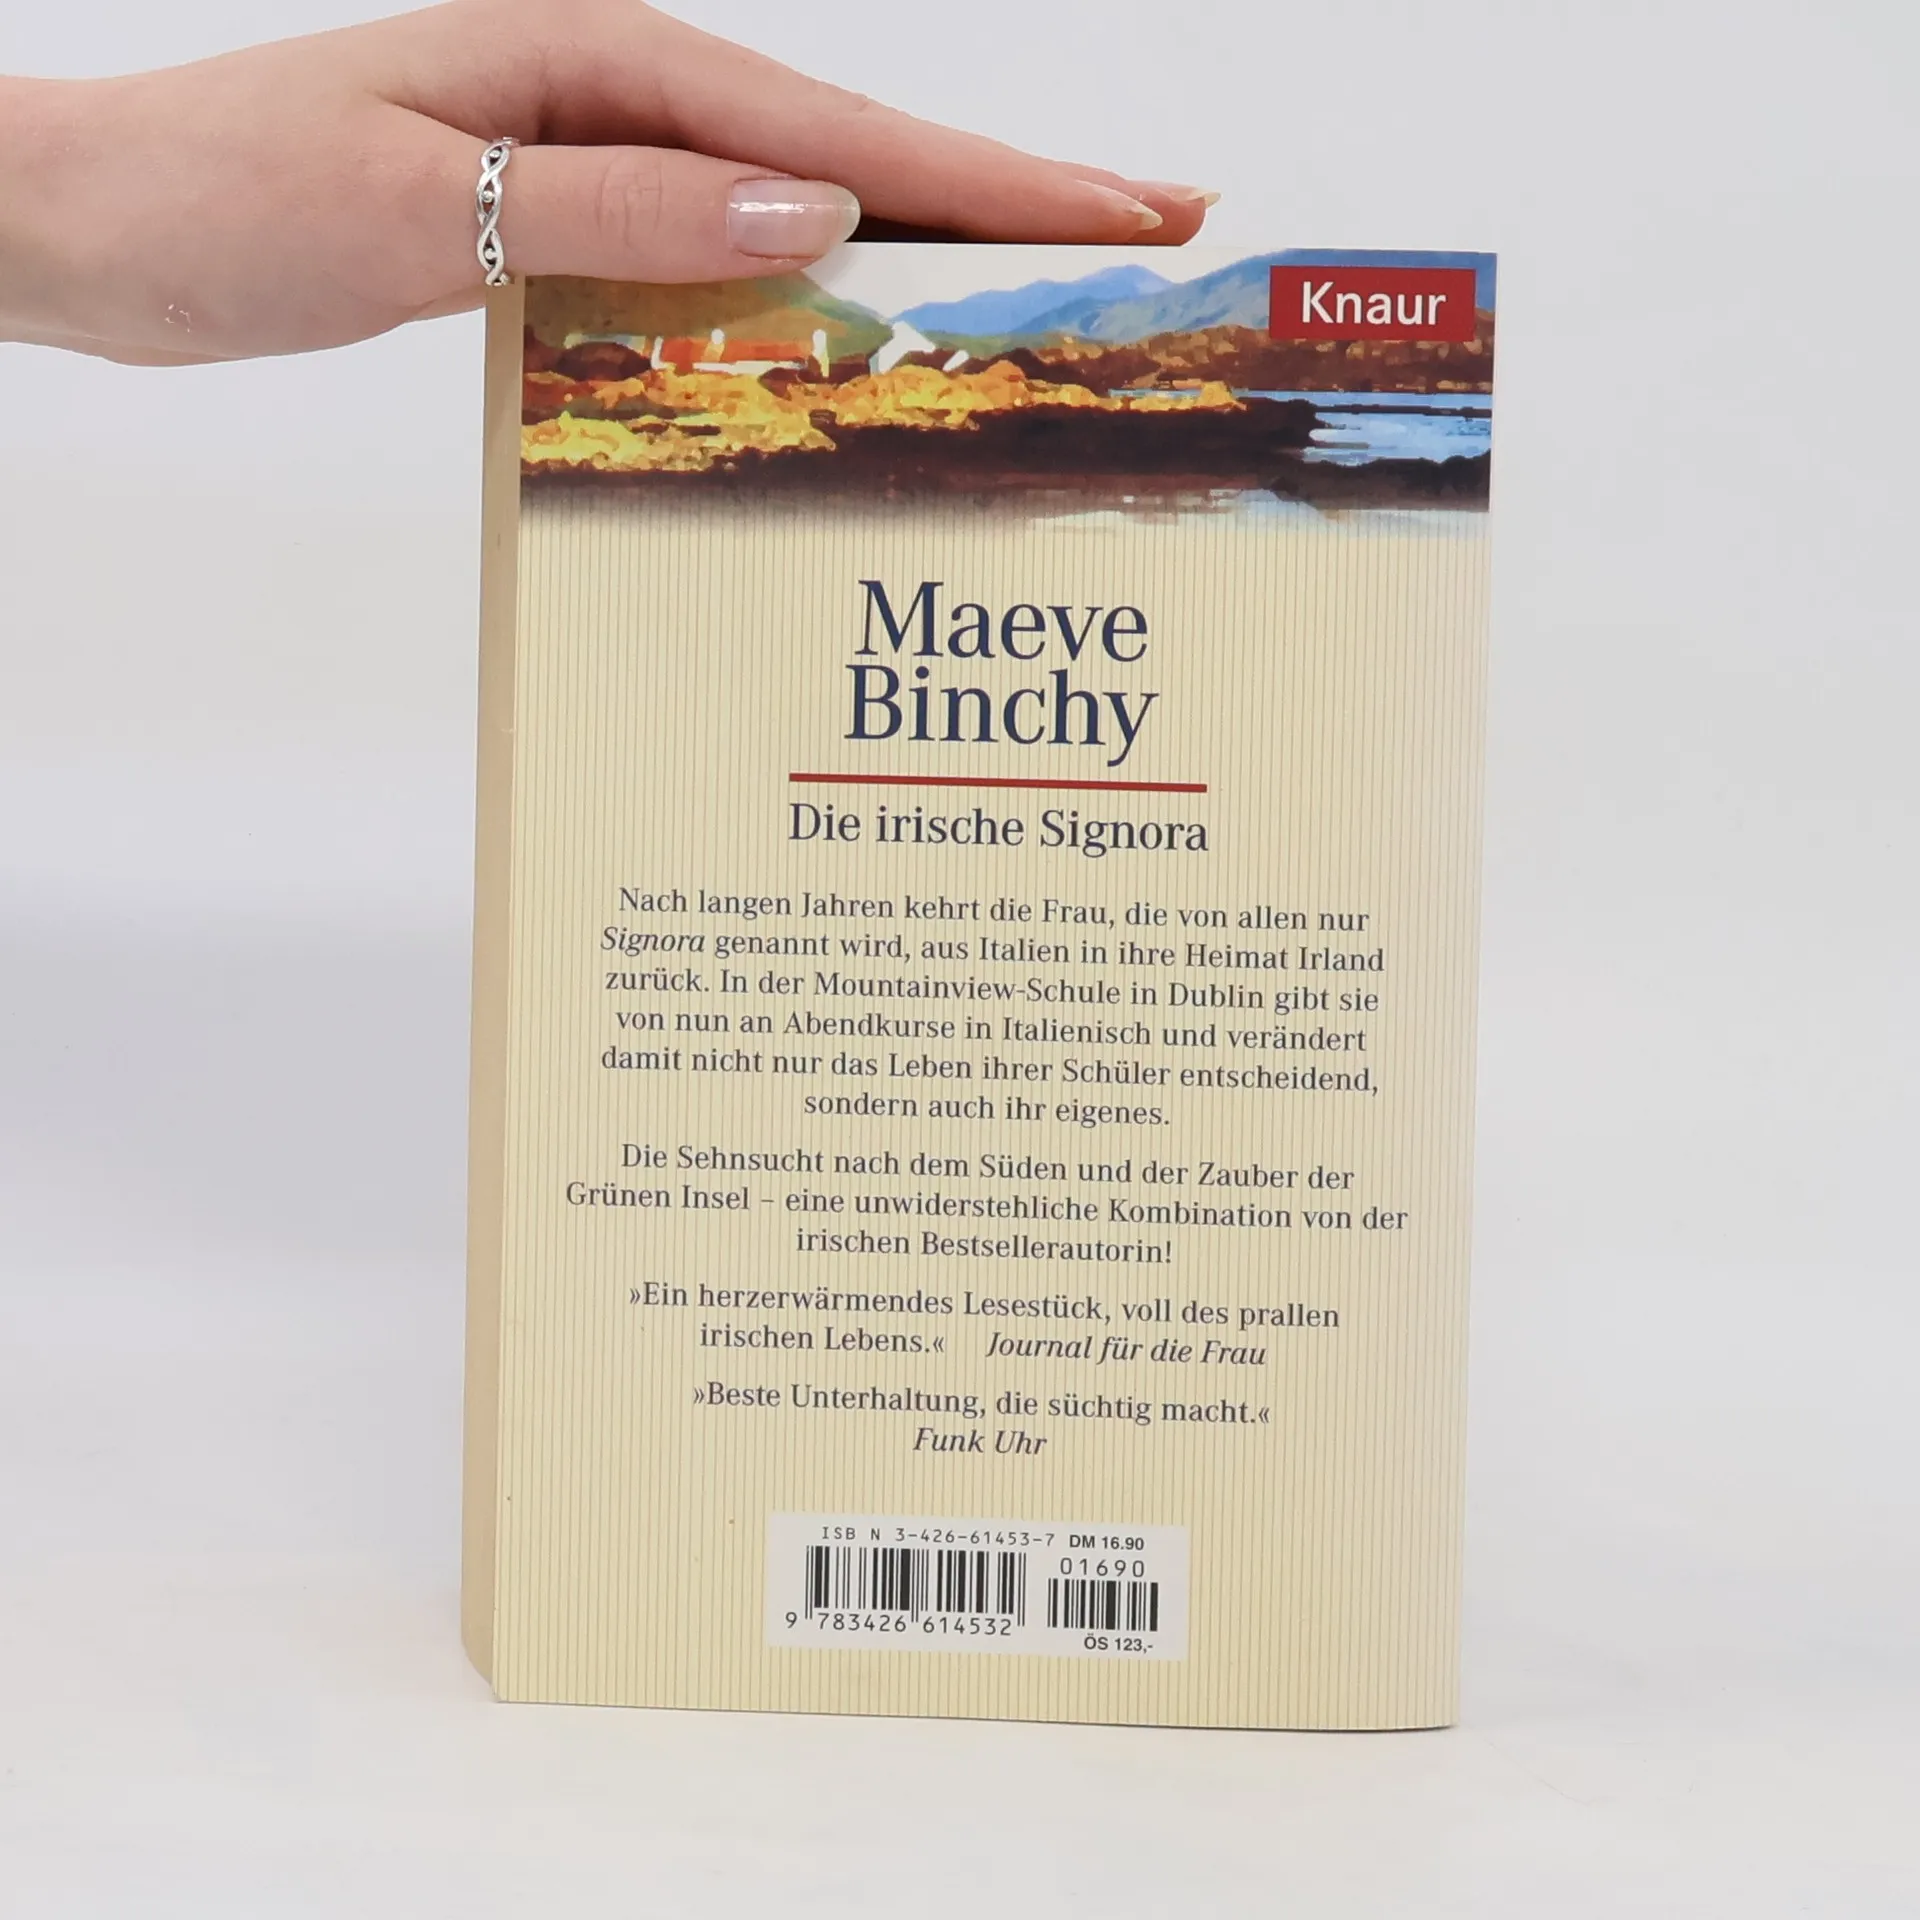 Knaur
Maeve
Binchy
Die irische Signora
Nach langen Jahren kehrt die Frau, die von allen nur
Signora genannt wird, aus Italien in ihre Heimat Irland
zurück. In der Mountainview-Schule in Dublin gibt sie
von nun an Abendkurse in Italienisch und verändert
damit nicht nur das Leben ihrer Schüler entscheidend,
sondern auch ihr eigenes.
Die Sehnsucht nach dem Süden und der Zauber der
Grünen Insel – eine unwiderstehliche Kombination von der
irischen Bestsellerautorin!
»Ein herzerwärmendes Lesestück, voll des prallen
irischen Lebens.« Journal für die Frau
»Beste Unterhaltung, die süchtig macht.«
Funk Uhr
ISB N 3-426-61453-7 DM 16.90
01690
9 783426 614532
ÖS 123,-